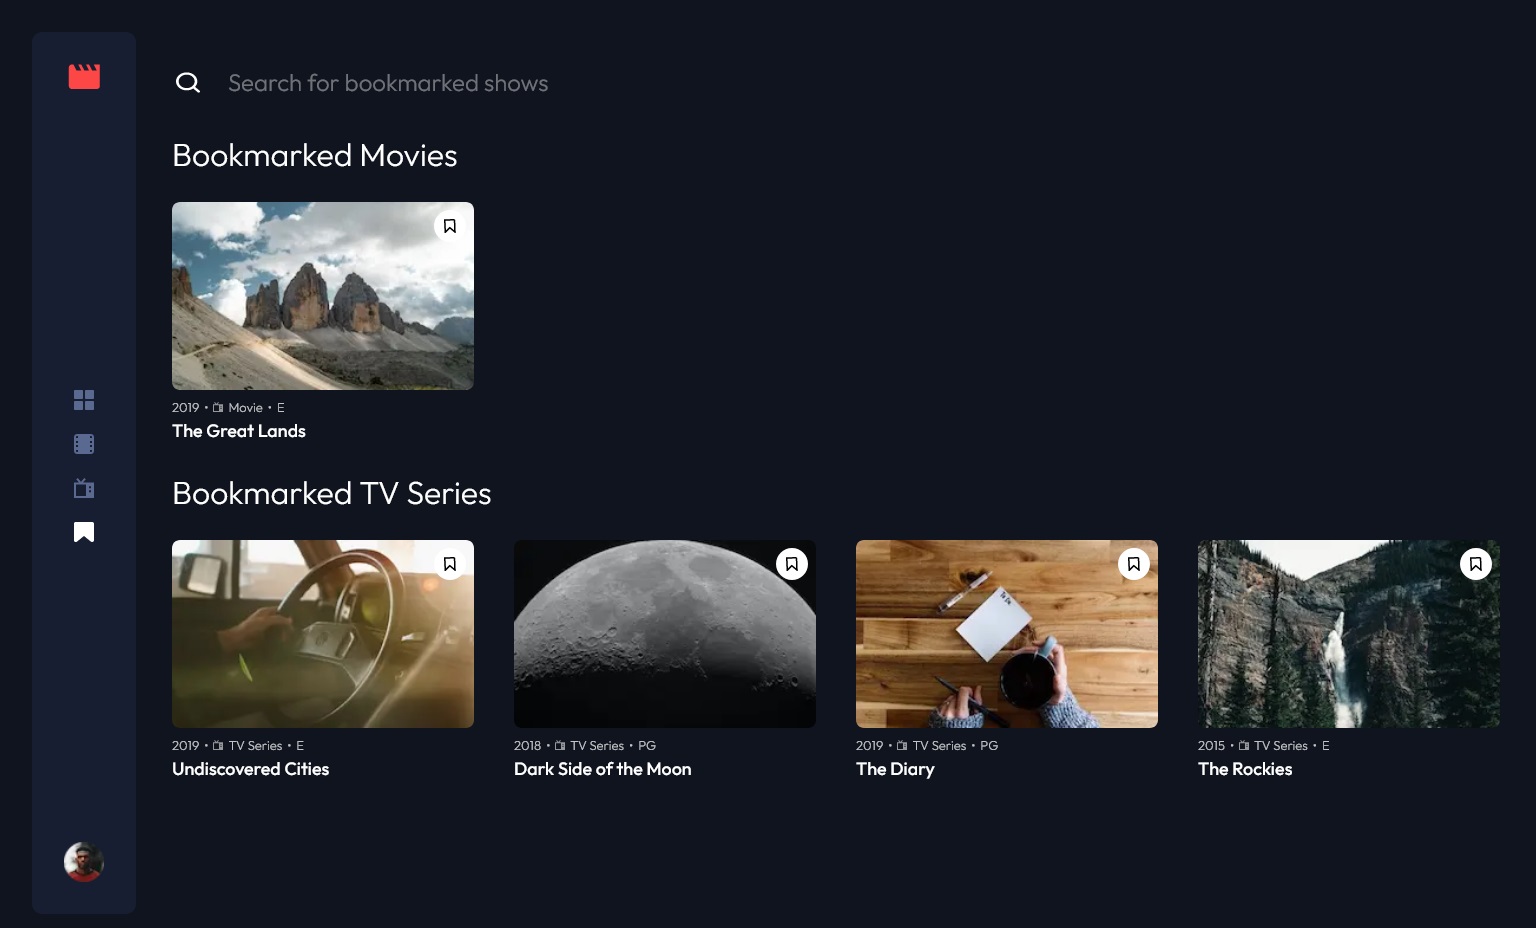 Search for bookmarked shows
Bookmarked Movies
2019 • Movie • E
The Great Lands
Bookmarked TV Series
2019 • TV Series • E
Undiscovered Cities
2018 • TV Series • PG
Dark Side of the Moon
2019 • TV Series • PG
The Diary
2015 • TV Series • E
The Rockies